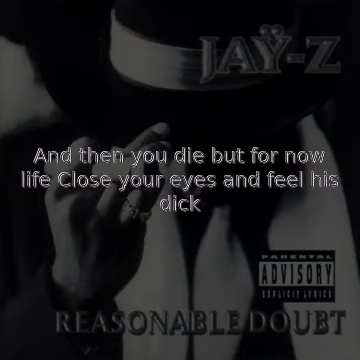 JAŸ-Z
And then you die but for now
life Close your eyes and feel his
dick
PARENTAL
ADVISORY
EXPLICIT LYRICS
REASONABLE DOUBT